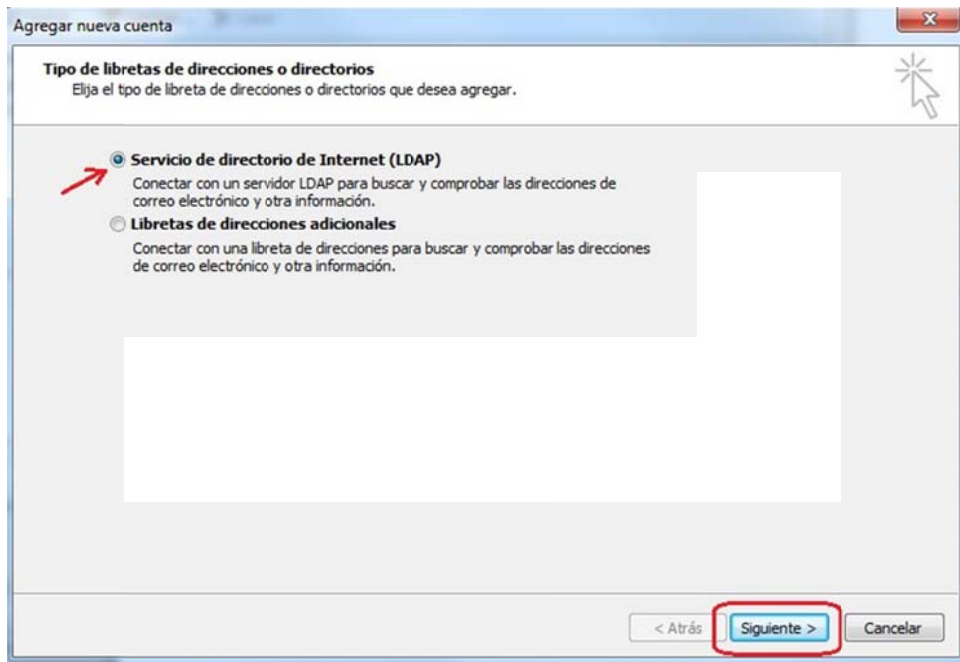 Agregar nueva cuenta
Tipo de libretas de direcciones o directorios
Elija el tipo de libreta de direcciones o directorios que desea agregar.
Servicio de directorio de Internet (LDAP)
Conectar con un servidor LDAP para buscar y comprobar las direcciones de
correo electrónico y otra información.
Libretas de direcciones adicionales
Conectar con una libreta de direcciones para buscar y comprobar las direcciones
de correo electrónico y otra información.
< Atrás Siguiente > Cancelar